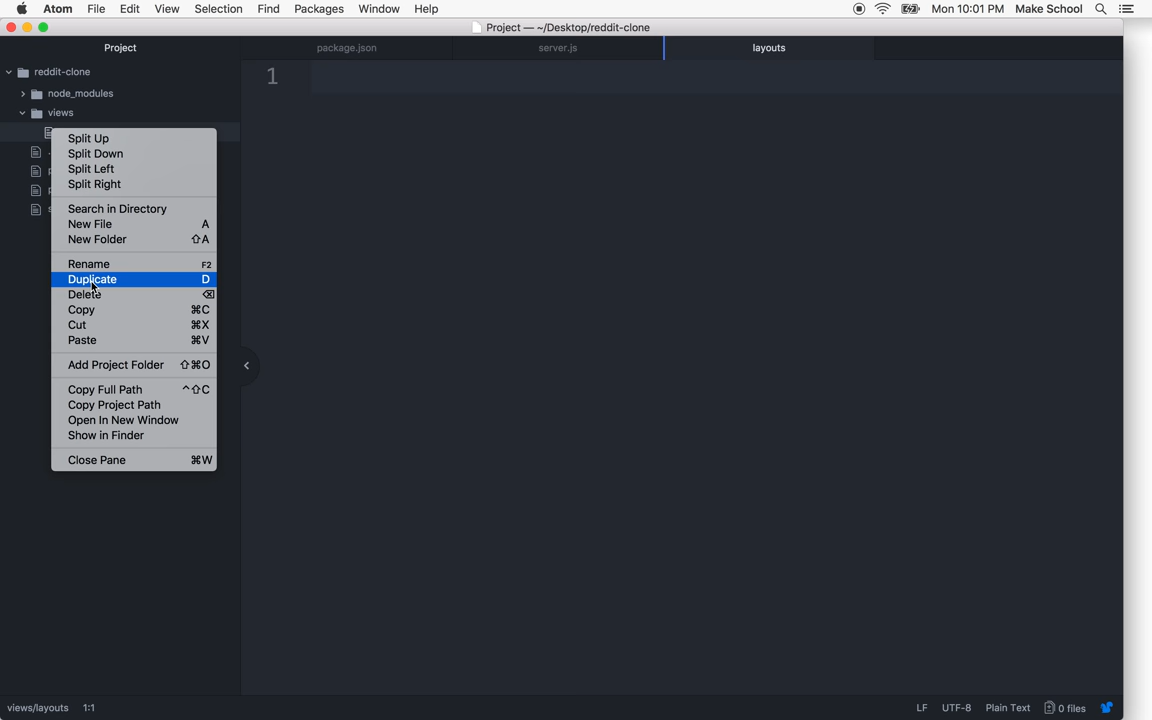 Atom File Edit View Selection Find Packages Window Help Mon 10:01 PM Make School
Project — ~/Desktop/reddit-clone
Project package.json server.js layouts
reddit-clone
node_modules
views
1
Split Up
Split Down
Split Left
Split Right
Search in Directory
New File A
New Folder ⇧A
Rename F2
Duplicate D
Delete ⌫
Copy ⌘C
Cut ⌘X
Paste ⌘V
Add Project Folder ⇧⌘O
Copy Full Path ^⇧C
Copy Project Path
Open In New Window
Show in Finder
Close Pane ⌘W
views/layouts 1:1 LF UTF-8 Plain Text 0 files